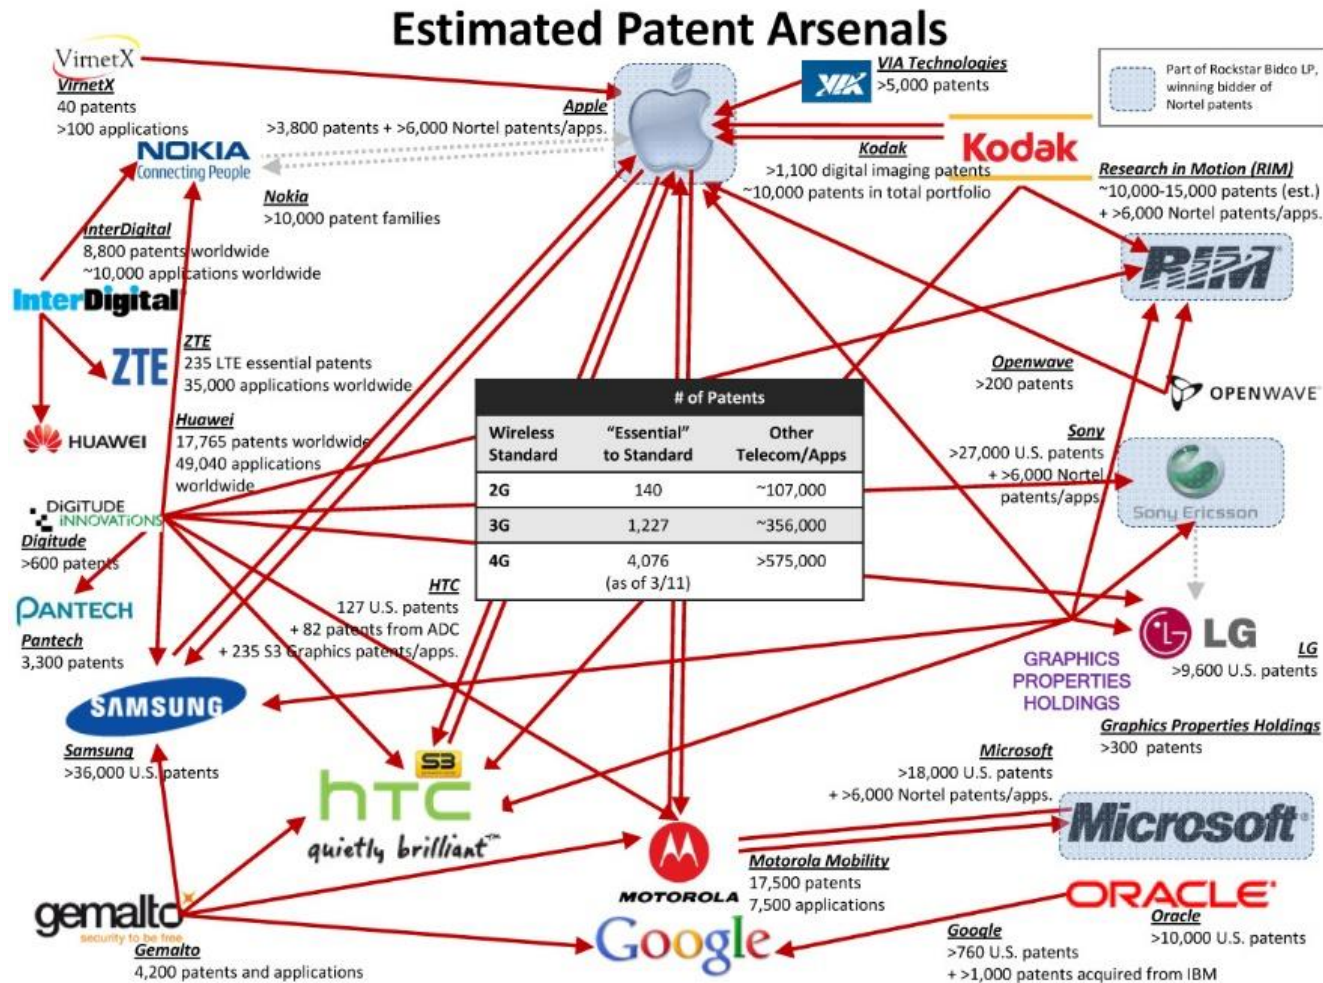 Estimated Patent Arsenals
VirnetX
VirnetX
40 patents
>100 applications
Apple
>3,800 patents + >6,000 Nortel patents/apps.
VIA
VIA Technologies
>5,000 patents
Part of Rockstar Bidco LP,
winning bidder of
Nortel patents
NOKIA
Connecting People
Nokia
>10,000 patent families
Kodak
Kodak
>1,100 digital imaging patents
~10,000 patents in total portfolio
Research in Motion (RIM)
~10,000-15,000 patents (est.)
+ >6,000 Nortel patents/apps.
RIM
InterDigital
8,800 patents worldwide
~10,000 applications worldwide
InterDigital
ZTE
ZTE
235 LTE essential patents
35,000 applications worldwide
Openwave
>200 patents
OPENWAVE
HUAWEI
Huawei
17,765 patents worldwide
49,040 applications
worldwide
# of Patents
Wireless Standard
"Essential" to Standard
Other Telecom/Apps
2G 140 ~107,000
3G 1,227 ~356,000
4G 4,076 >575,000
(as of 3/11)
Sony
>27,000 U.S. patents
+ >6,000 Nortel
patents/apps.
Sony Ericsson
DiGiTUDE
iNNOVATiONS
Digitude
>600 patents
PANTECH
Pantech
3,300 patents
HTC
127 U.S. patents
+ 82 patents from ADC
+ 235 S3 Graphics patents/apps.
LG
LG
>9,600 U.S. patents
GRAPHICS
PROPERTIES
HOLDINGS
Graphics Properties Holdings
>300 patents
SAMSUNG
Samsung
>36,000 U.S. patents
S3
hTC
quietly brilliant™
Microsoft
>18,000 U.S. patents
+ >6,000 Nortel patents/apps.
Microsoft®
MOTOROLA
Motorola Mobility
17,500 patents
7,500 applications
gemalto
security to be free
Gemalto
4,200 patents and applications
Google
Google
>760 U.S. patents
+ >1,000 patents acquired from IBM
ORACLE
Oracle
>10,000 U.S. patents